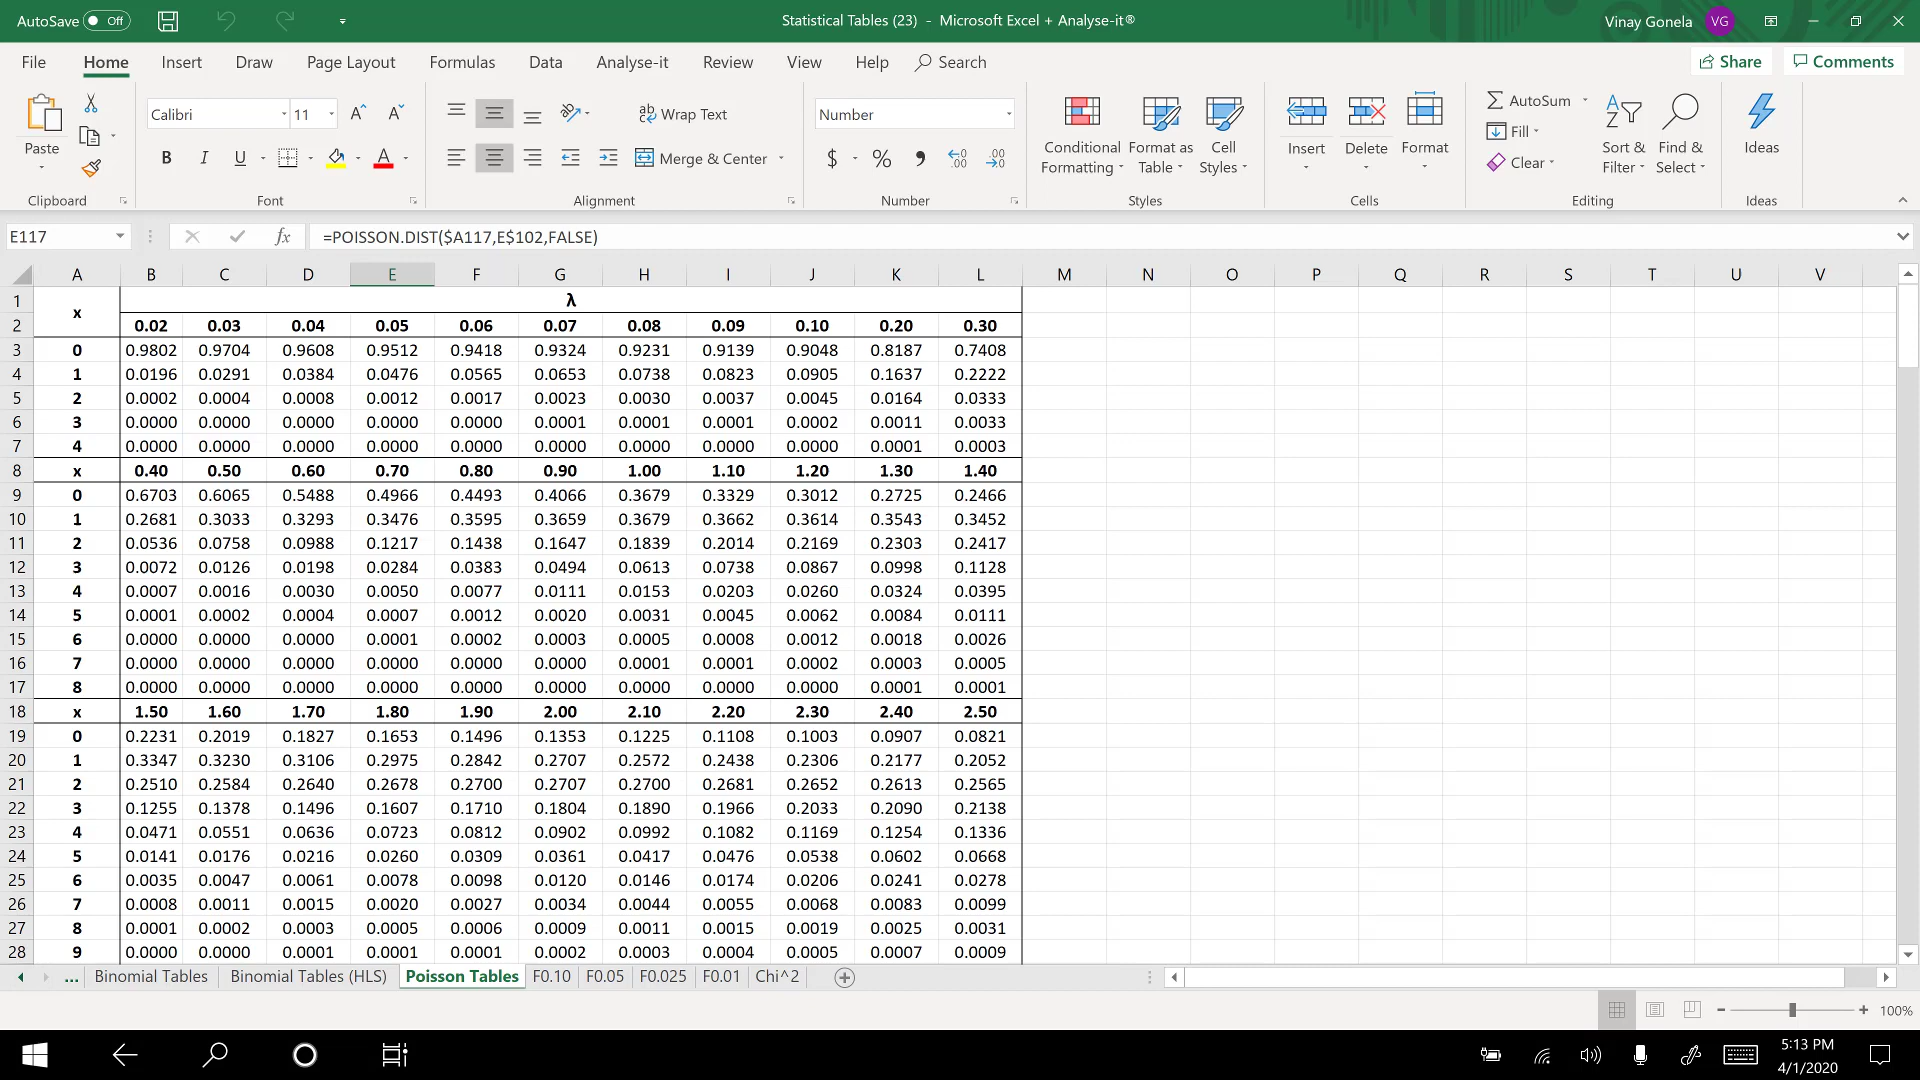 AutoSave Off
Statistical Tables (23) - Microsoft Excel + Analyse-it®
Vinay Gonela VG
File Home Insert Draw Page Layout Formulas Data Analyse-it Review View Help Search
Share Comments
Calibri 11 A^ Aˇ
ab Wrap Text
Number
AutoSum
Fill
Clear
Paste
B I U A
Merge & Center
$ % , .00 .00
Conditional Formatting
Format as Table
Cell Styles
Insert Delete Format
Sort & Filter
Find & Select
Ideas
Clipboard Font Alignment Number Styles Cells Editing Ideas
E117 fx =POISSON.DIST($A117,E$102,FALSE)
A B C D E F G H I J K L M N O P Q R S T U V
1 x λ
2 0.02 0.03 0.04 0.05 0.06 0.07 0.08 0.09 0.10 0.20 0.30
3 0 0.9802 0.9704 0.9608 0.9512 0.9418 0.9324 0.9231 0.9139 0.9048 0.8187 0.7408
4 1 0.0196 0.0291 0.0384 0.0476 0.0565 0.0653 0.0738 0.0823 0.0905 0.1637 0.2222
5 2 0.0002 0.0004 0.0008 0.0012 0.0017 0.0023 0.0030 0.0037 0.0045 0.0164 0.0333
6 3 0.0000 0.0000 0.0000 0.0000 0.0000 0.0001 0.0001 0.0001 0.0002 0.0011 0.0033
7 4 0.0000 0.0000 0.0000 0.0000 0.0000 0.0000 0.0000 0.0000 0.0000 0.0001 0.0003
8 x 0.40 0.50 0.60 0.70 0.80 0.90 1.00 1.10 1.20 1.30 1.40
9 0 0.6703 0.6065 0.5488 0.4966 0.4493 0.4066 0.3679 0.3329 0.3012 0.2725 0.2466
10 1 0.2681 0.3033 0.3293 0.3476 0.3595 0.3659 0.3679 0.3662 0.3614 0.3543 0.3452
11 2 0.0536 0.0758 0.0988 0.1217 0.1438 0.1647 0.1839 0.2014 0.2169 0.2303 0.2417
12 3 0.0072 0.0126 0.0198 0.0284 0.0383 0.0494 0.0613 0.0738 0.0867 0.0998 0.1128
13 4 0.0007 0.0016 0.0030 0.0050 0.0077 0.0111 0.0153 0.0203 0.0260 0.0324 0.0395
14 5 0.0001 0.0002 0.0004 0.0007 0.0012 0.0020 0.0031 0.0045 0.0062 0.0084 0.0111
15 6 0.0000 0.0000 0.0000 0.0001 0.0002 0.0003 0.0005 0.0008 0.0012 0.0018 0.0026
16 7 0.0000 0.0000 0.0000 0.0000 0.0000 0.0000 0.0001 0.0001 0.0002 0.0003 0.0005
17 8 0.0000 0.0000 0.0000 0.0000 0.0000 0.0000 0.0000 0.0000 0.0000 0.0001 0.0001
18 x 1.50 1.60 1.70 1.80 1.90 2.00 2.10 2.20 2.30 2.40 2.50
19 0 0.2231 0.2019 0.1827 0.1653 0.1496 0.1353 0.1225 0.1108 0.1003 0.0907 0.0821
20 1 0.3347 0.3230 0.3106 0.2975 0.2842 0.2707 0.2572 0.2438 0.2306 0.2177 0.2052
21 2 0.2510 0.2584 0.2640 0.2678 0.2700 0.2707 0.2700 0.2681 0.2652 0.2613 0.2565
22 3 0.1255 0.1378 0.1496 0.1607 0.1710 0.1804 0.1890 0.1966 0.2033 0.2090 0.2138
23 4 0.0471 0.0551 0.0636 0.0723 0.0812 0.0902 0.0992 0.1082 0.1169 0.1254 0.1336
24 5 0.0141 0.0176 0.0216 0.0260 0.0309 0.0361 0.0417 0.0476 0.0538 0.0602 0.0668
25 6 0.0035 0.0047 0.0061 0.0078 0.0098 0.0120 0.0146 0.0174 0.0206 0.0241 0.0278
26 7 0.0008 0.0011 0.0015 0.0020 0.0027 0.0034 0.0044 0.0055 0.0068 0.0083 0.0099
27 8 0.0001 0.0002 0.0003 0.0005 0.0006 0.0009 0.0011 0.0015 0.0019 0.0025 0.0031
28 9 0.0000 0.0000 0.0001 0.0001 0.0001 0.0002 0.0003 0.0004 0.0005 0.0007 0.0009
... Binomial Tables Binomial Tables (HLS) Poisson Tables F0.10 F0.05 F0.025 F0.01 Chi^2
100%
5:13 PM
4/1/2020